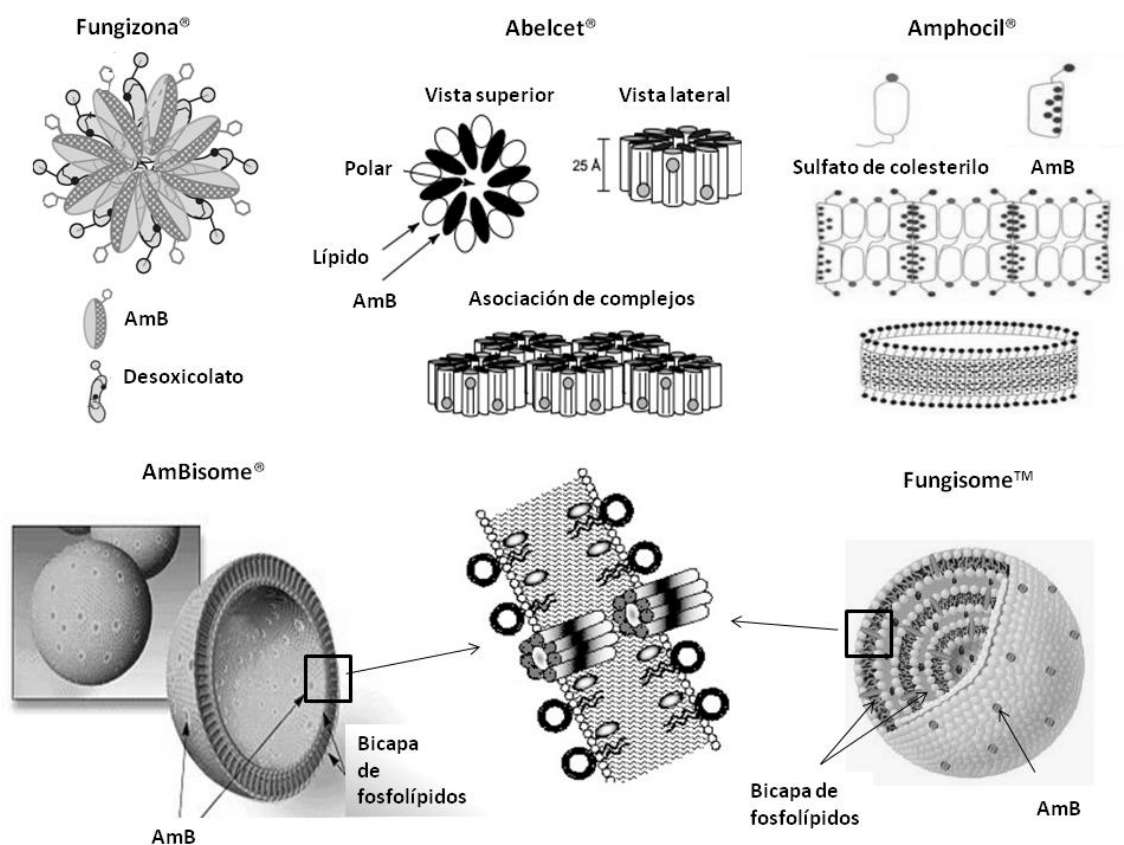 Fungizona®
Abelcet®
Amphocil®
Vista superior
Vista lateral
Polar
25 Å
Sulfato de colesterilo
AmB
Lípido
AmB
Asociación de complejos
AmB
Desoxicolato
AmBisome®
Fungisome™
Bicapa
de
fosfolípidos
AmB
Bicapa de
fosfolípidos
AmB